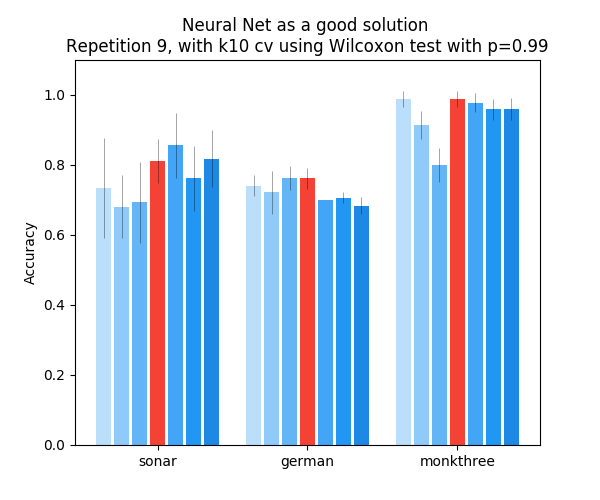 Neural Net as a good solution
Repetition 9, with k10 cv using Wilcoxon test with p=0.99
1.0
0.8
0.6
0.4
0.2
0.0
Accuracy
sonar
german
monkthree